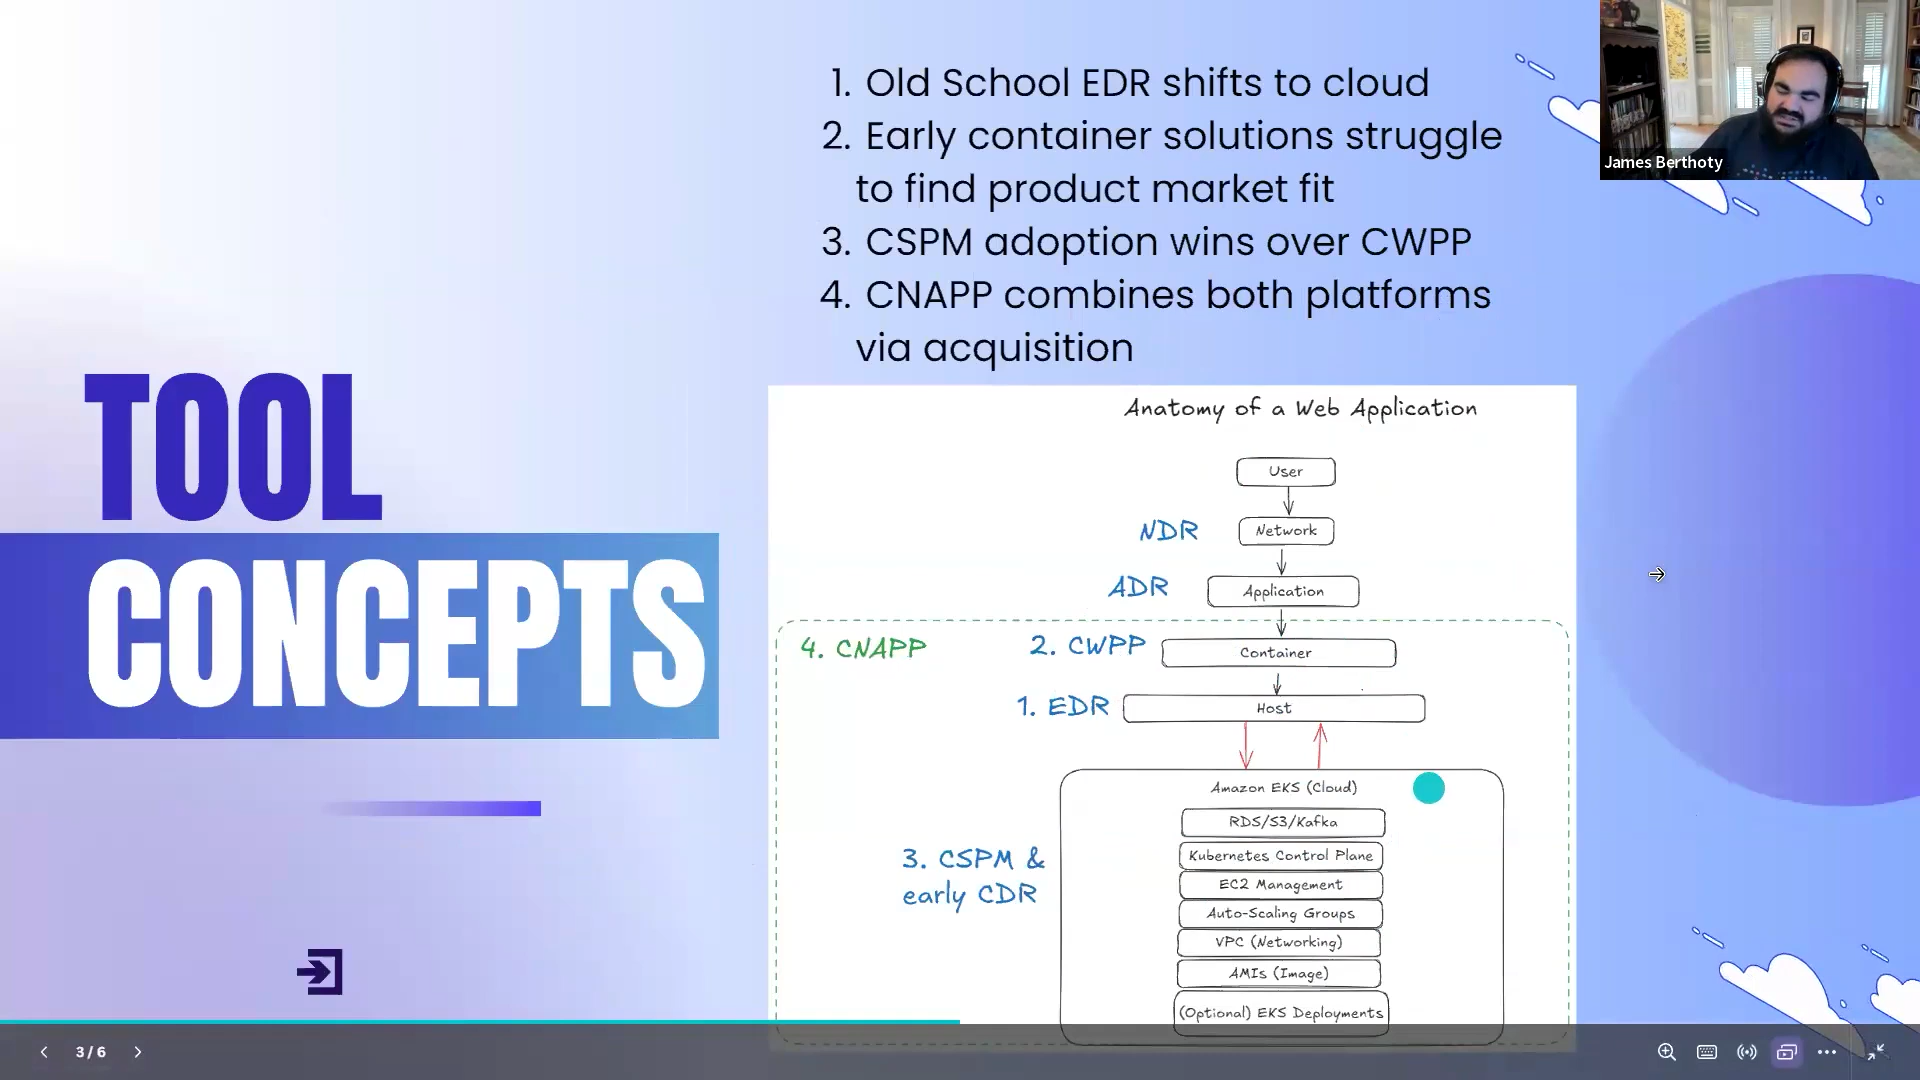 1. Old School EDR shifts to cloud
2. Early container solutions struggle
to find product market fit
3. CSPM adoption wins over CWPP
4. CNAPP combines both platforms
via acquisition
James Berthoty
TOOL
CONCEPTS
Anatomy of a Web Application
User
NDR
Network
ADR
Application
4. CNAPP
2. CWPP
Container
1. EDR
Host
Amazon EKS (Cloud)
RDS/S3/Kafka
3. CSPM &
early CDR
Kubernetes Control Plane
EC2 Management
Auto-Scaling Groups
VPC (Networking)
AMIs (Image)
(Optional) EKS Deployments
3 / 6